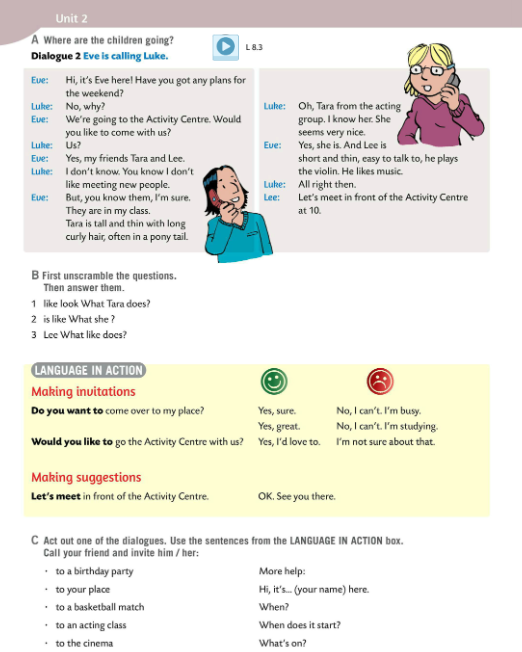 Unit 2
A Where are the children going?
L 8.3
Dialogue 2 Eve is calling Luke.
Eve: Hi, it's Eve here! Have you got any plans for
the weekend?
Luke: No, why?
Eve: We're going to the Activity Centre. Would
you like to come with us?
Luke: Us?
Eve: Yes, my friends Tara and Lee.
Luke: I don't know. You know I don't
like meeting new people.
Eve: But, you know them, I'm sure.
They are in my class.
Tara is tall and thin with long
curly hair, often in a pony tail.
Luke: Oh, Tara from the acting
group. I know her. She
seems very nice.
Eve: Yes, she is. And Lee is
short and thin, easy to talk to, he plays
the violin. He likes music.
Luke: All right then.
Lee: Let's meet in front of the Activity Centre
at 10.
B First unscramble the questions.
Then answer them.
1 like look What Tara does?
2 is like What she ?
3 Lee What like does?
LANGUAGE IN ACTION
Making invitations
Do you want to come over to my place? Yes, sure. No, I can't. I'm busy.
Yes, great. No, I can't. I'm studying.
Would you like to go the Activity Centre with us? Yes, I'd love to. I'm not sure about that.
Making suggestions
Let's meet in front of the Activity Centre. OK. See you there.
C Act out one of the dialogues. Use the sentences from the LANGUAGE IN ACTION box.
Call your friend and invite him / her:
• to a birthday party
• to your place
• to a basketball match
• to an acting class
• to the cinema
More help:
Hi, it's... (your name) here.
When?
When does it start?
What's on?